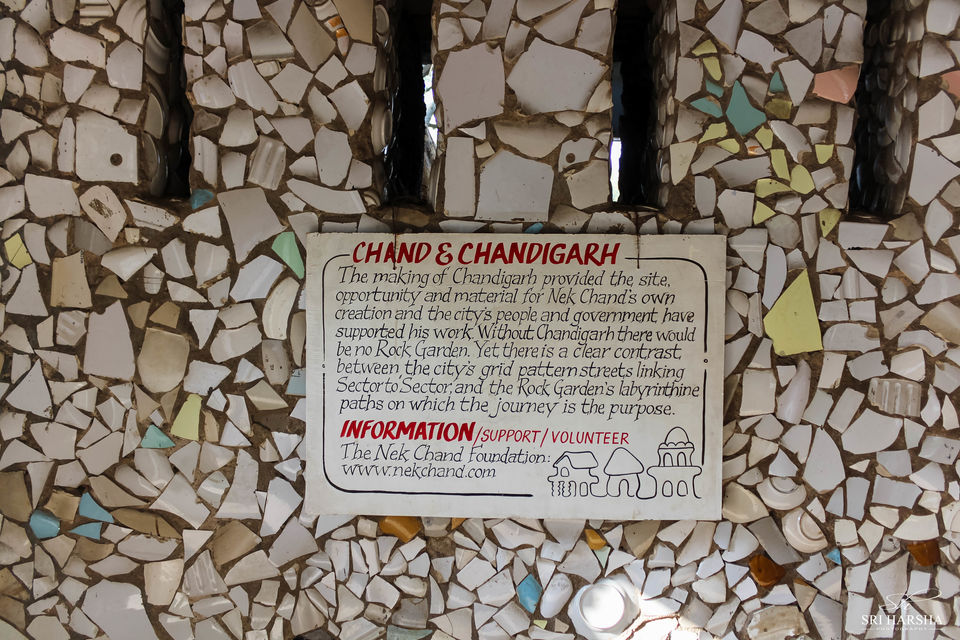 CHAND & CHANDIGARH
The making of Chandigarh provided the site,
opportunity and material for Nek Chand's own
creation and the city's people and government have
supported his work. Without Chandigarh there would
be no Rock Garden. Yet there is a clear contrast
between the city's grid pattern streets linking
Sector to Sector, and the Rock Garden's labyrinthine
paths on which the journey is the purpose.
INFORMATION/SUPPORT/VOLUNTEER
The Nek Chand Foundation:
www.nekchand.com
SRI HARSHA
PHOTOGRAPHY